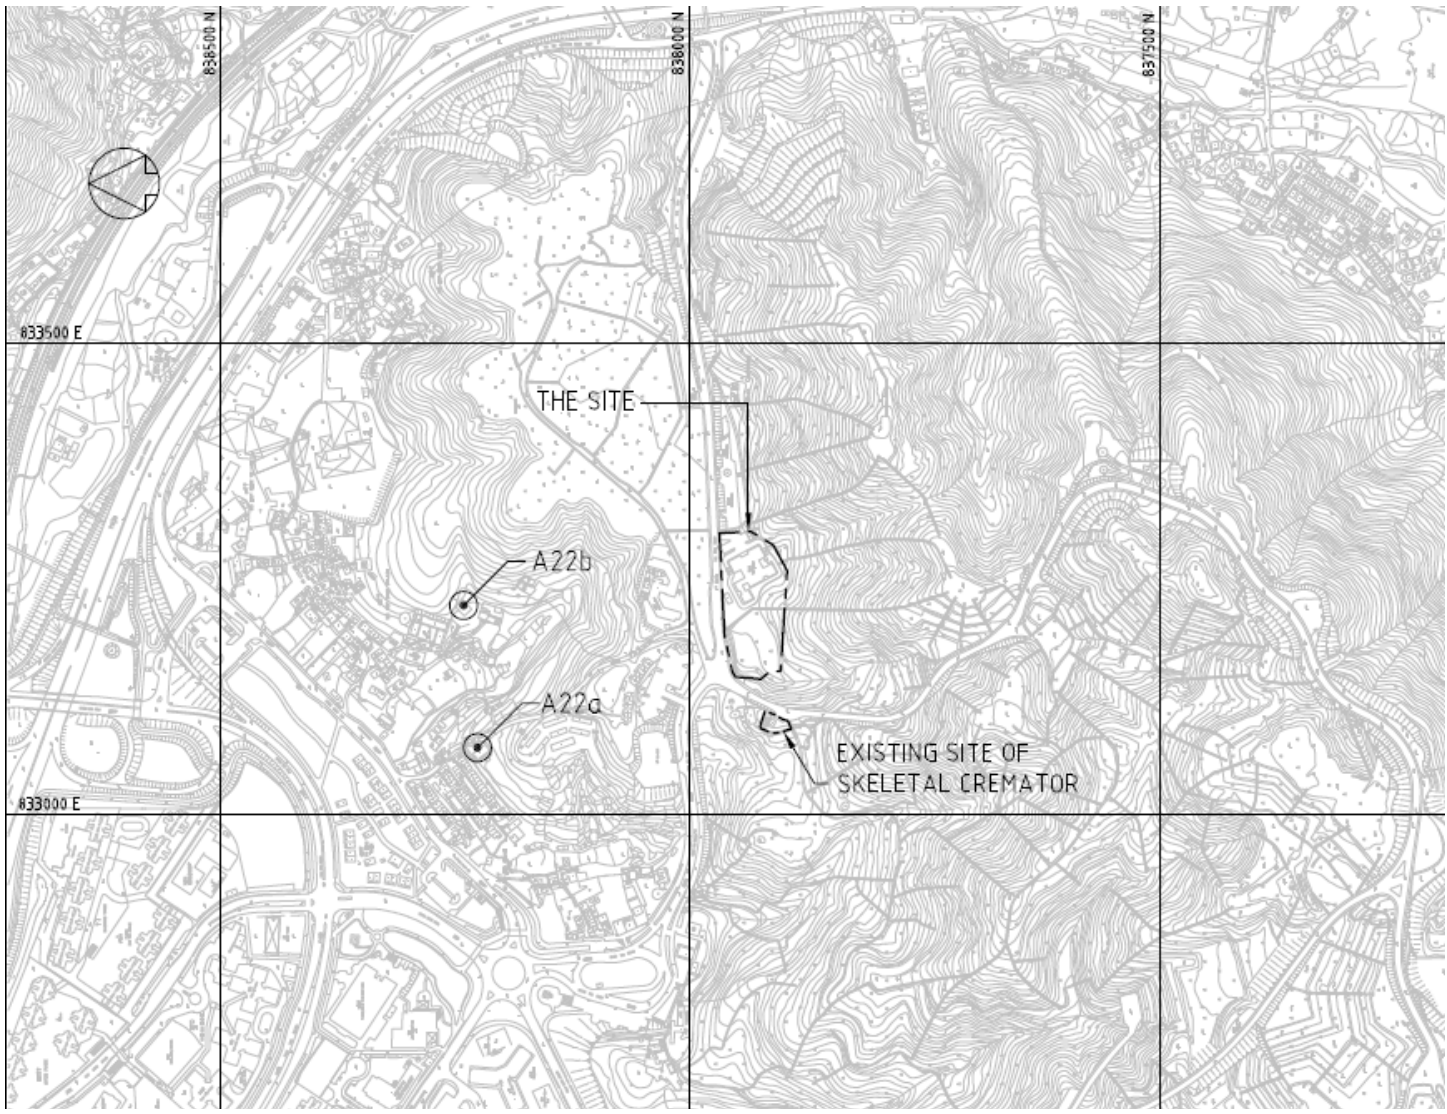 838500 N
838000 N
837500 N
833500 E
THE SITE
A22b
A22a
EXISTING SITE OF
SKELETAL CREMATOR
833000 E